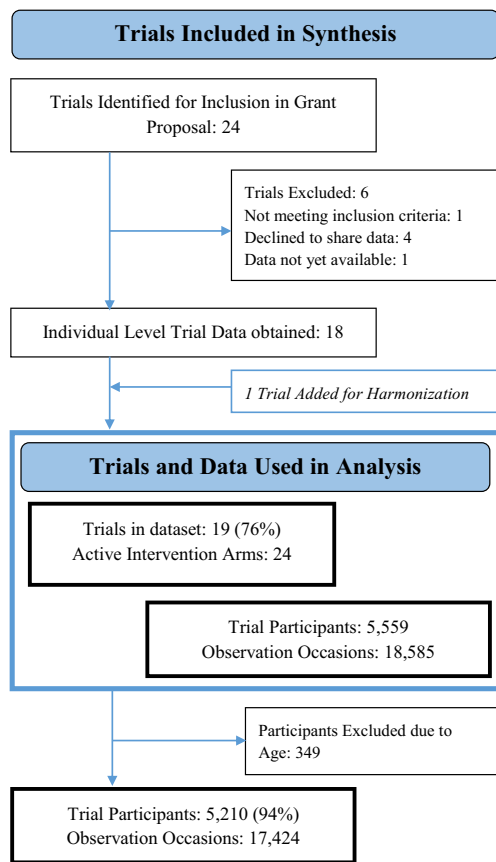 Trials Included in Synthesis
Trials Identified for Inclusion in Grant
Proposal: 24
Trials Excluded: 6
Not meeting inclusion criteria: 1
Declined to share data: 4
Data not yet available: 1
Individual Level Trial Data obtained: 18
1 Trial Added for Harmonization
Trials and Data Used in Analysis
Trials in dataset: 19 (76%)
Active Intervention Arms: 24
Trial Participants: 5,559
Observation Occasions: 18,585
Participants Excluded due to
Age: 349
Trial Participants: 5,210 (94%)
Observation Occasions: 17,424